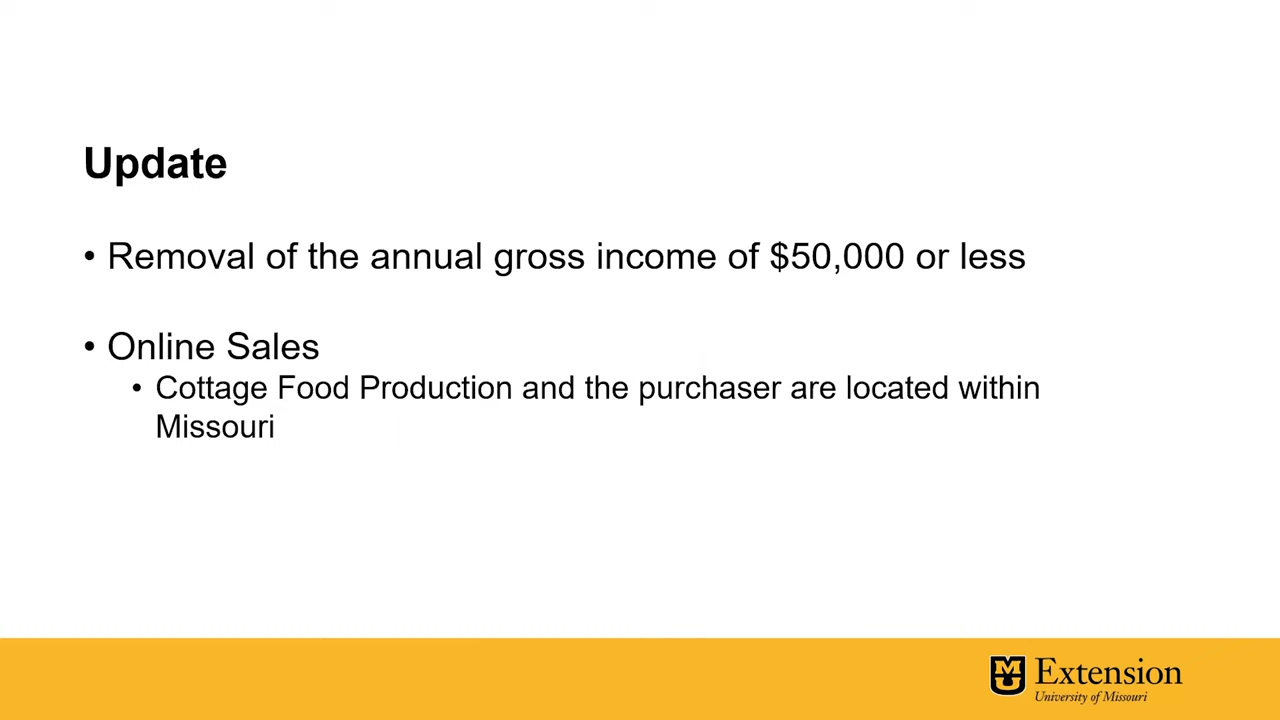 Update
• Removal of the annual gross income of $50,000 or less
• Online Sales
• Cottage Food Production and the purchaser are located within
Missouri
MU Extension
University of Missouri